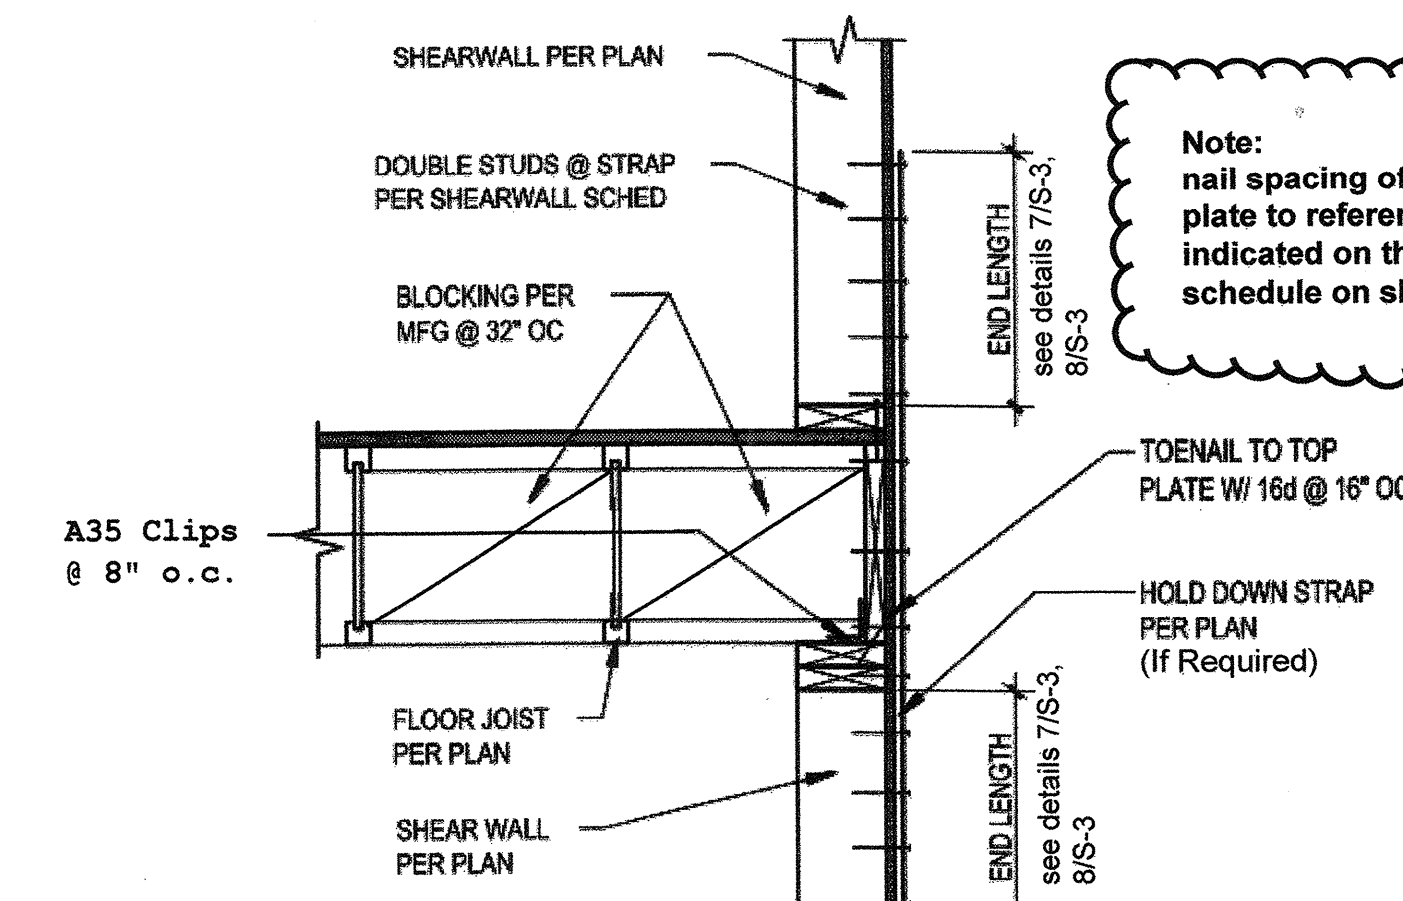 SHEARWALL PER PLAN
DOUBLE STUDS @ STRAP
PER SHEARWALL SCHED
BLOCKING PER
MFG @ 32" OC
A35 Clips
@ 8" o.c.
FLOOR JOIST
PER PLAN
SHEAR WALL
PER PLAN
END LENGTH
see details 7/S-3,
8/S-3
Note:
nail spacing of
plate to
indicated on
schedule on
TOENAIL TO TOP
PLATE W/ 16d @ 16" OC
HOLD DOWN STRAP
PER PLAN
(If Required)
END LENGTH
see details 7/S-3,
8/S-3